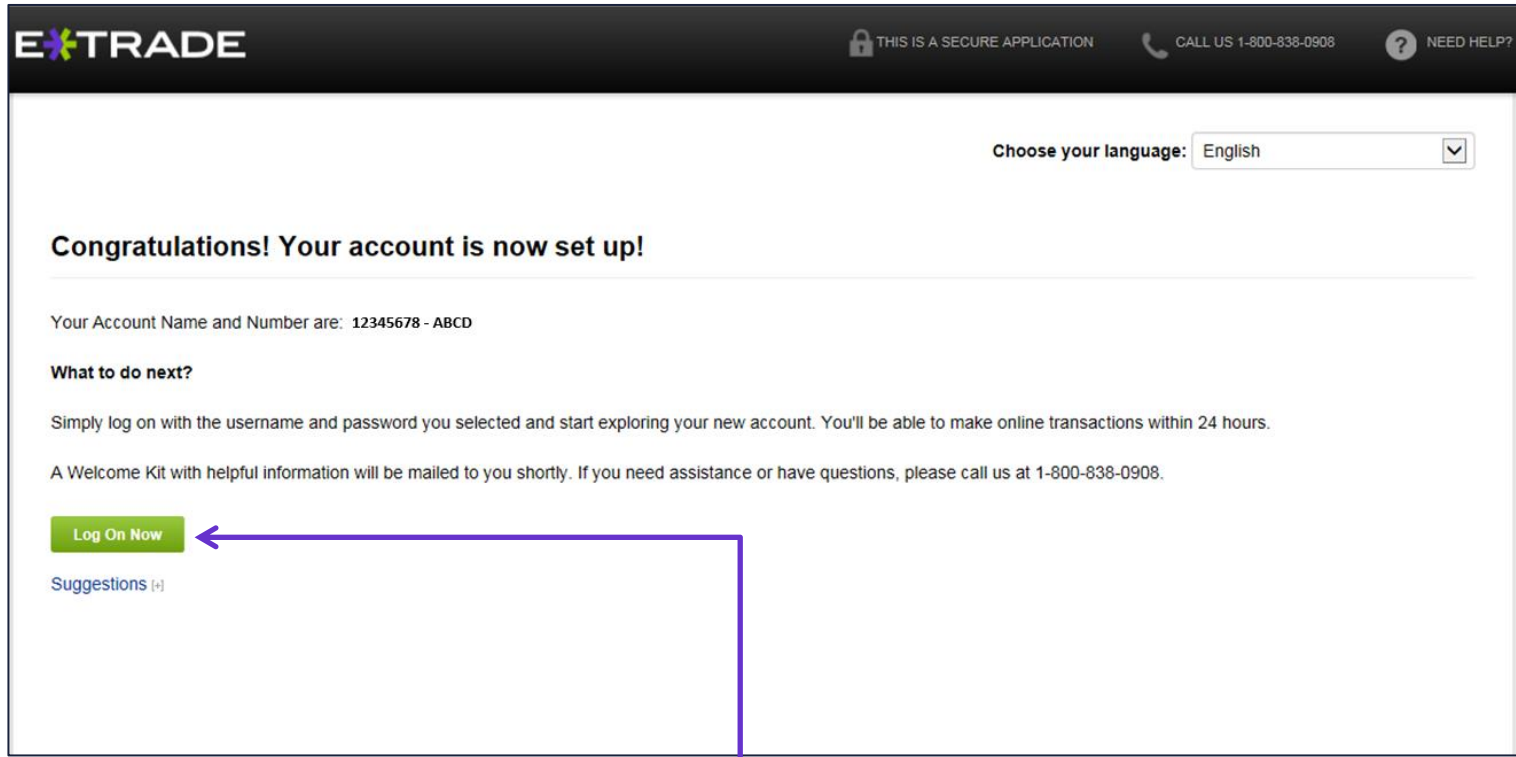 E*TRADE
THIS IS A SECURE APPLICATION
CALL US 1-800-838-0908
? NEED HELP?
Choose your language: English
Congratulations! Your account is now set up!
Your Account Name and Number are: 12345678 - ABCD
What to do next?
Simply log on with the username and password you selected and start exploring your new account. You'll be able to make online transactions within 24 hours.
A Welcome Kit with helpful information will be mailed to you shortly. If you need assistance or have questions, please call us at 1-800-838-0908.
Log On Now
Suggestions [+]